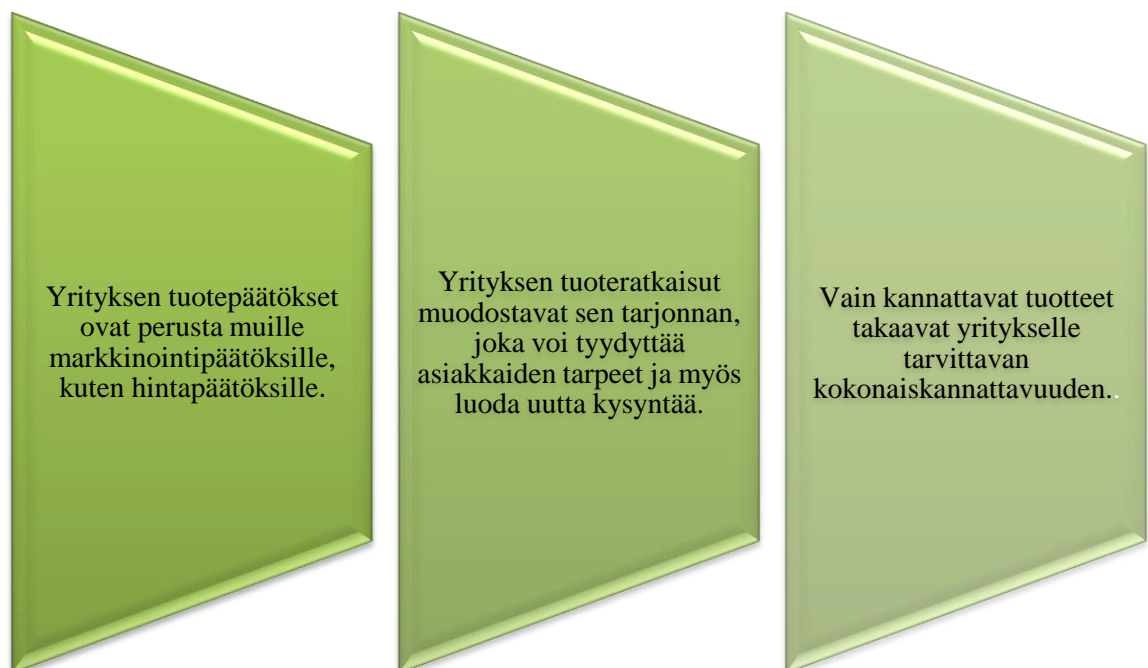 Yrityksen tuotepäätökset
ovat perusta muille
markkinointipäätöksille,
kuten hintapäätöksille.
Yrityksen tuoteratkaisut
muodostavat sen tarjonnan,
joka voi tyydyttää
asiakkaiden tarpeet ja myös
luoda uutta kysyntää.
Vain kannattavat tuotteet
takaavat yritykselle
tarvittavan
kokonaiskannattavuuden..